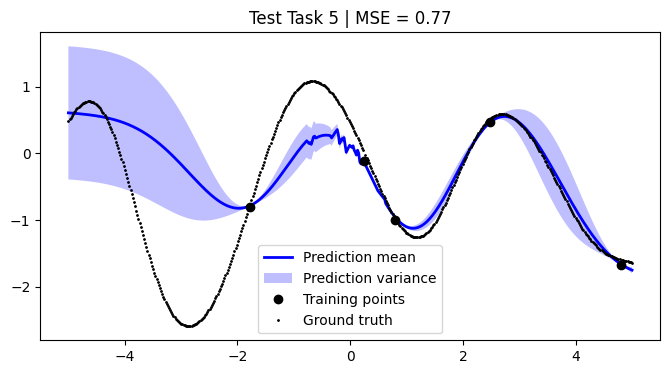 Test Task 5 | MSE = 0.77
1
0
−1
−2
Prediction mean
Prediction variance
Training points
Ground truth
−4 −2 0 2 4